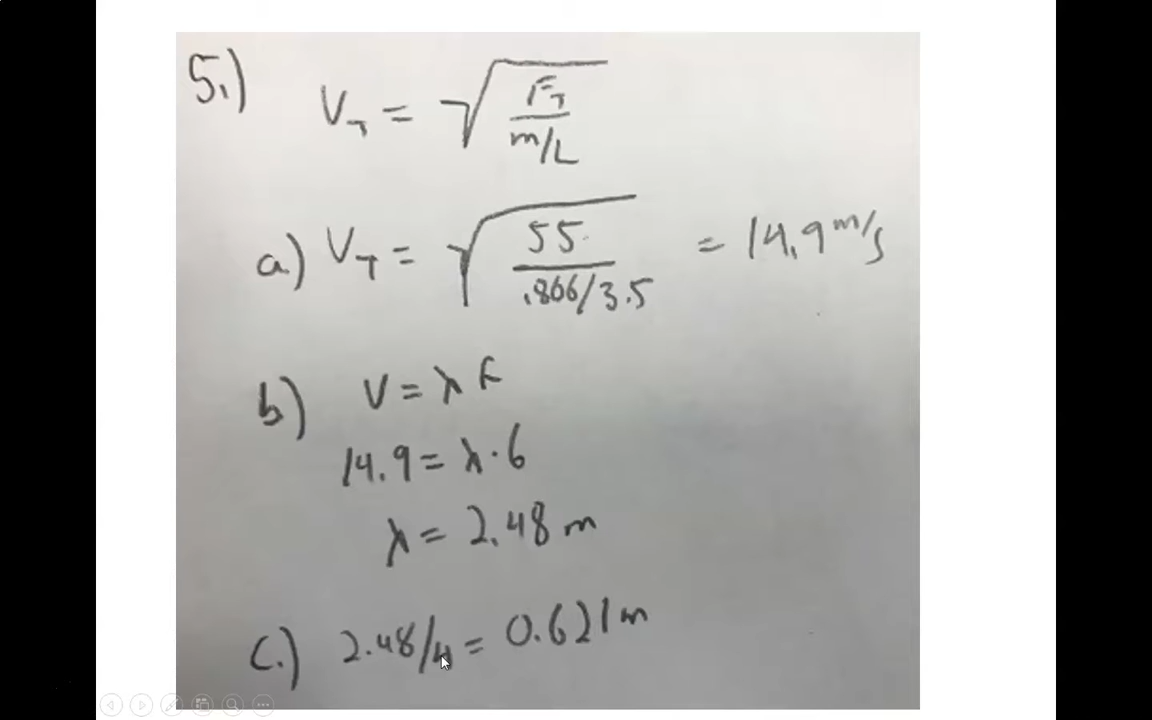 5.) V_T = √(F_T / (m/L))
a.) V_T = √(55 / (.866/3.5)) = 14.9 m/s
b.) V = λ F
14.9 = λ · 6
λ = 2.48 m
c.) 2.48/4 = 0.621 m